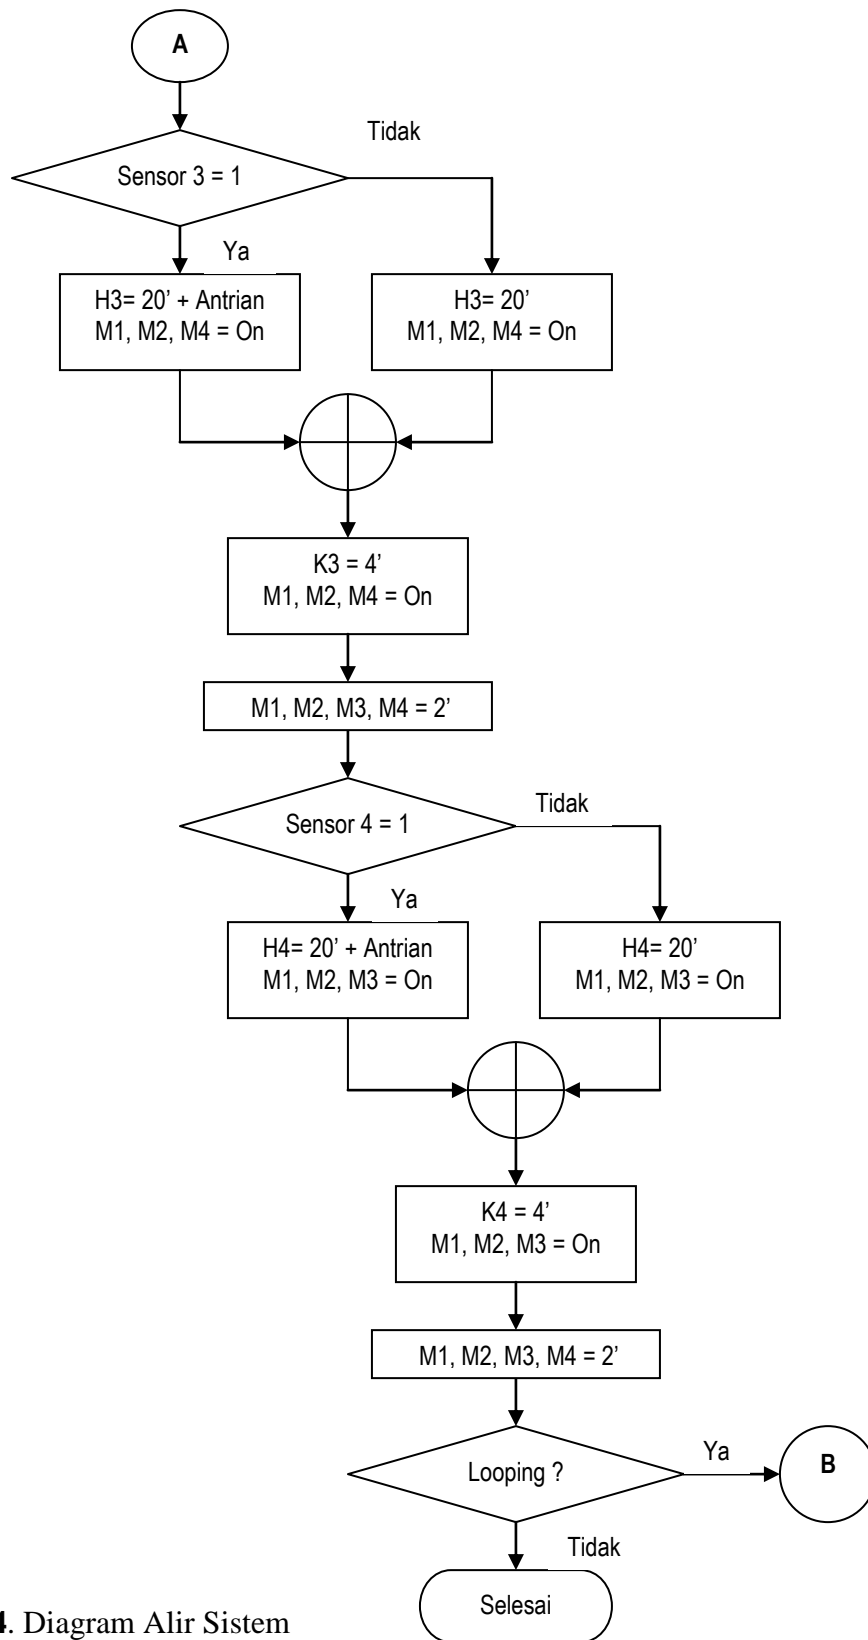 A
Tidak
Sensor 3 = 1
Ya
H3= 20’ + Antrian
M1, M2, M4 = On
H3= 20’
M1, M2, M4 = On
K3 = 4’
M1, M2, M4 = On
M1, M2, M3, M4 = 2’
Tidak
Sensor 4 = 1
Ya
H4= 20’ + Antrian
M1, M2, M3 = On
H4= 20’
M1, M2, M3 = On
K4 = 4’
M1, M2, M3 = On
M1, M2, M3, M4 = 2’
Looping ?
Ya
B
Tidak
Selesai
4. Diagram Alir Sistem